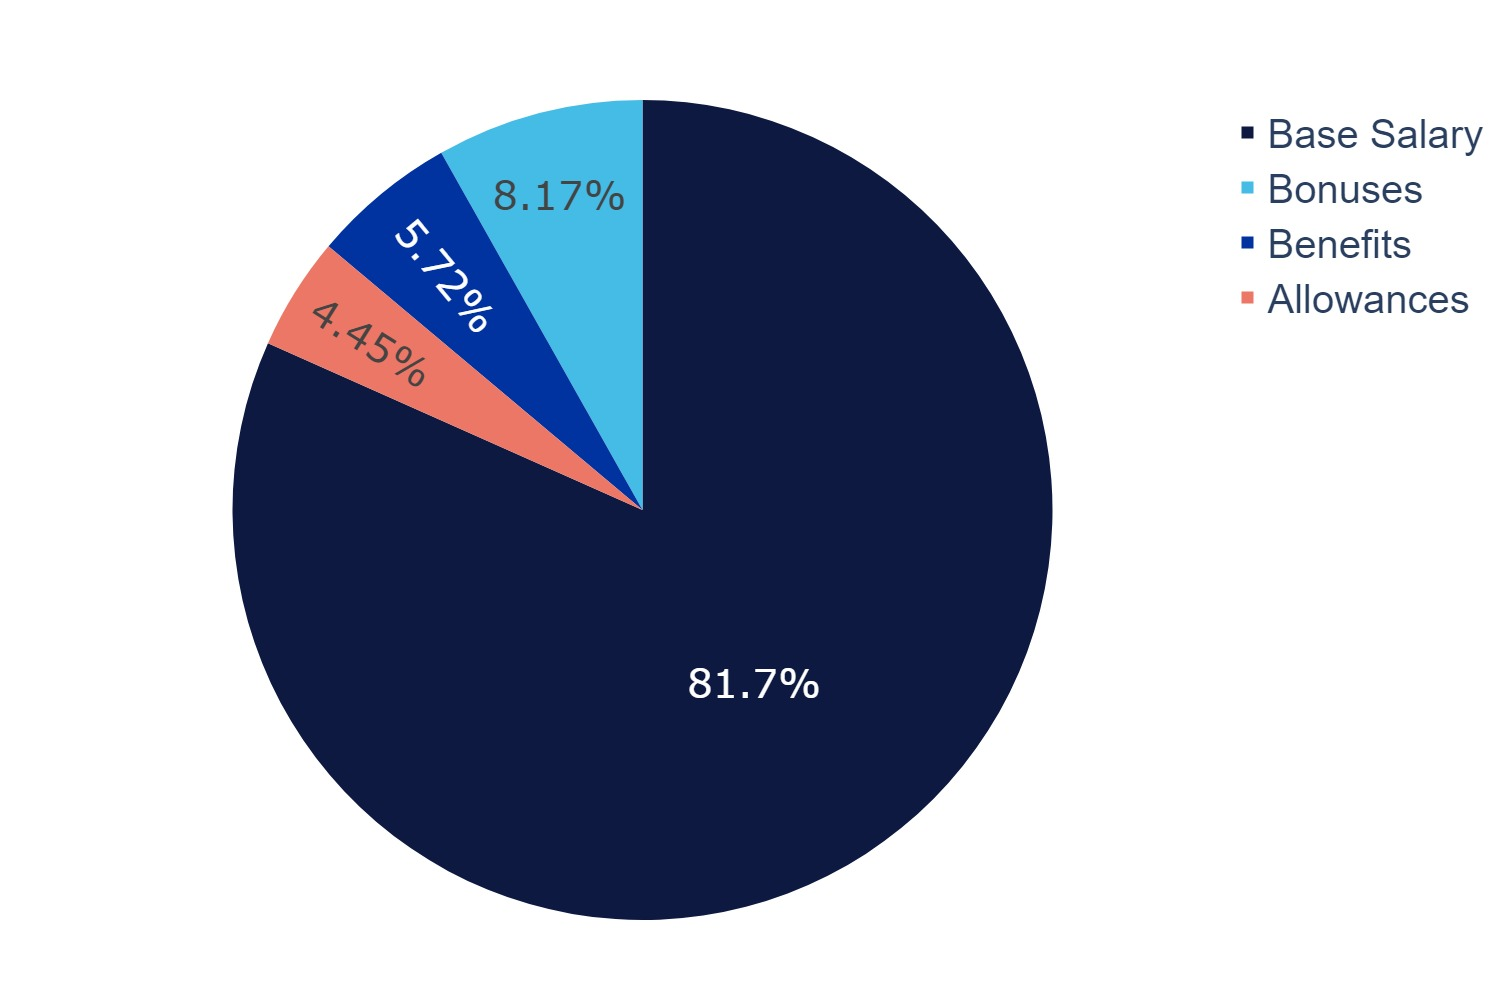 8.17%
5.72%
4.45%
81.7%
Base Salary
Bonuses
Benefits
Allowances